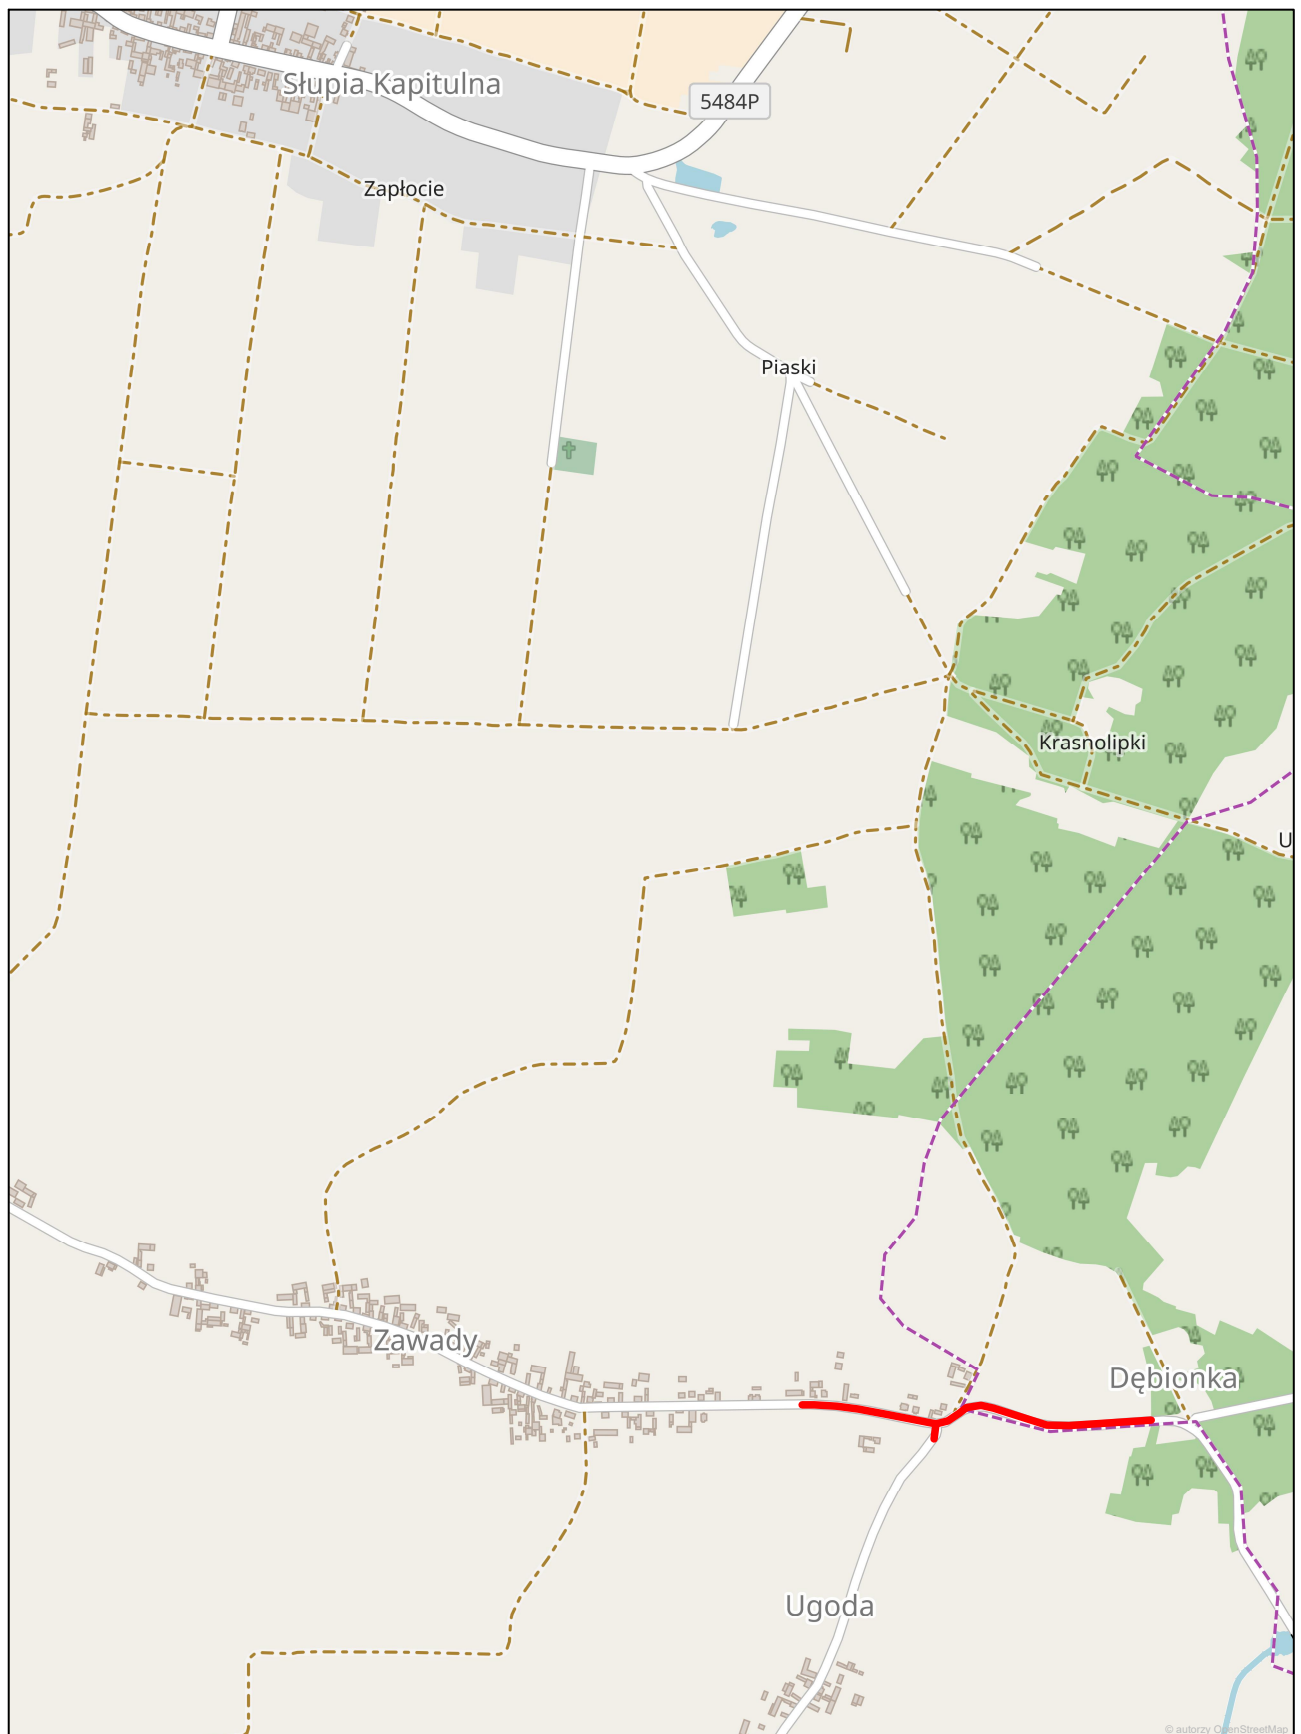 Słupia Kapitulna
5484P
Zapłocie
Piaski
Krasnolipki
U
Zawady
Dębionka
Ugoda
© autorzy OpenStreetMap